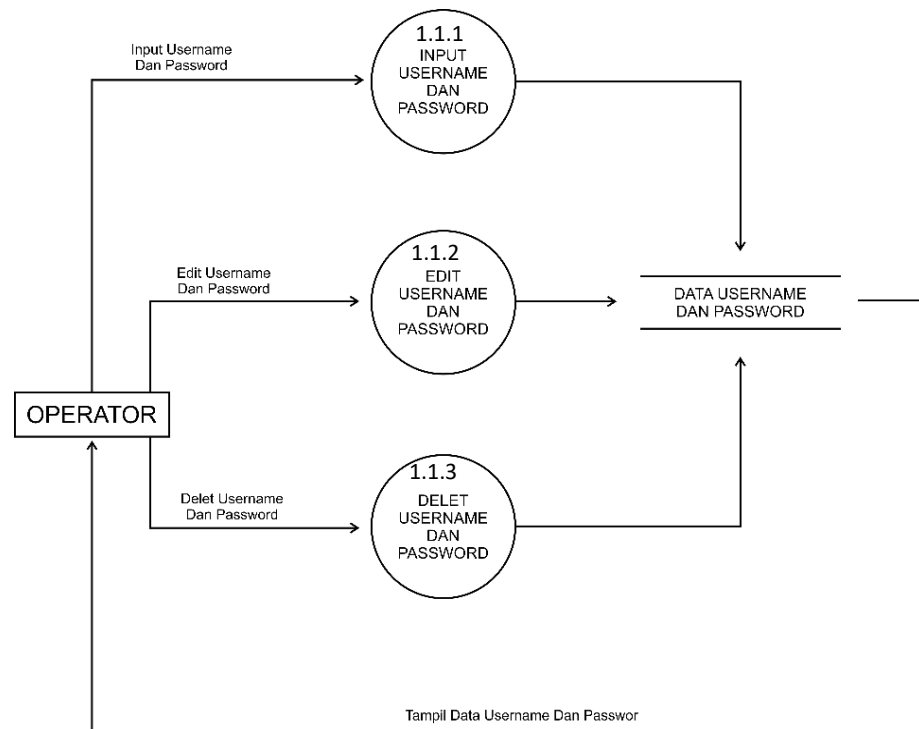 Input Username
Dan Password
1.1.1
INPUT
USERNAME
DAN
PASSWORD
Edit Username
Dan Password
1.1.2
EDIT
USERNAME
DAN
PASSWORD
DATA USERNAME
DAN PASSWORD
OPERATOR
Delet Username
Dan Password
1.1.3
DELET
USERNAME
DAN
PASSWORD
Tampil Data Username Dan Passwor